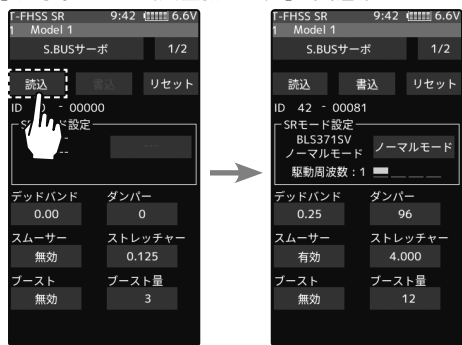 T-FHSS SR 9:42 6.6V
1 Model 1
S.BUSサーボ 1/2
読込 書込 リセット
ID - 00000
SRモード設定
---
デッドバンド ダンパー
0.00 0
スムーサー ストレッチャー
無効 0.125
ブースト ブースト量
無効 3
T-FHSS SR 9:42 6.6V
1 Model 1
S.BUSサーボ 1/2
読込 書込 リセット
ID 42 - 00081
SRモード設定
BLS371SV
ノーマルモード ノーマルモード
駆動周波数：1
デッドバンド ダンパー
0.25 96
スムーサー ストレッチャー
有効 4.000
ブースト ブースト量
無効 12